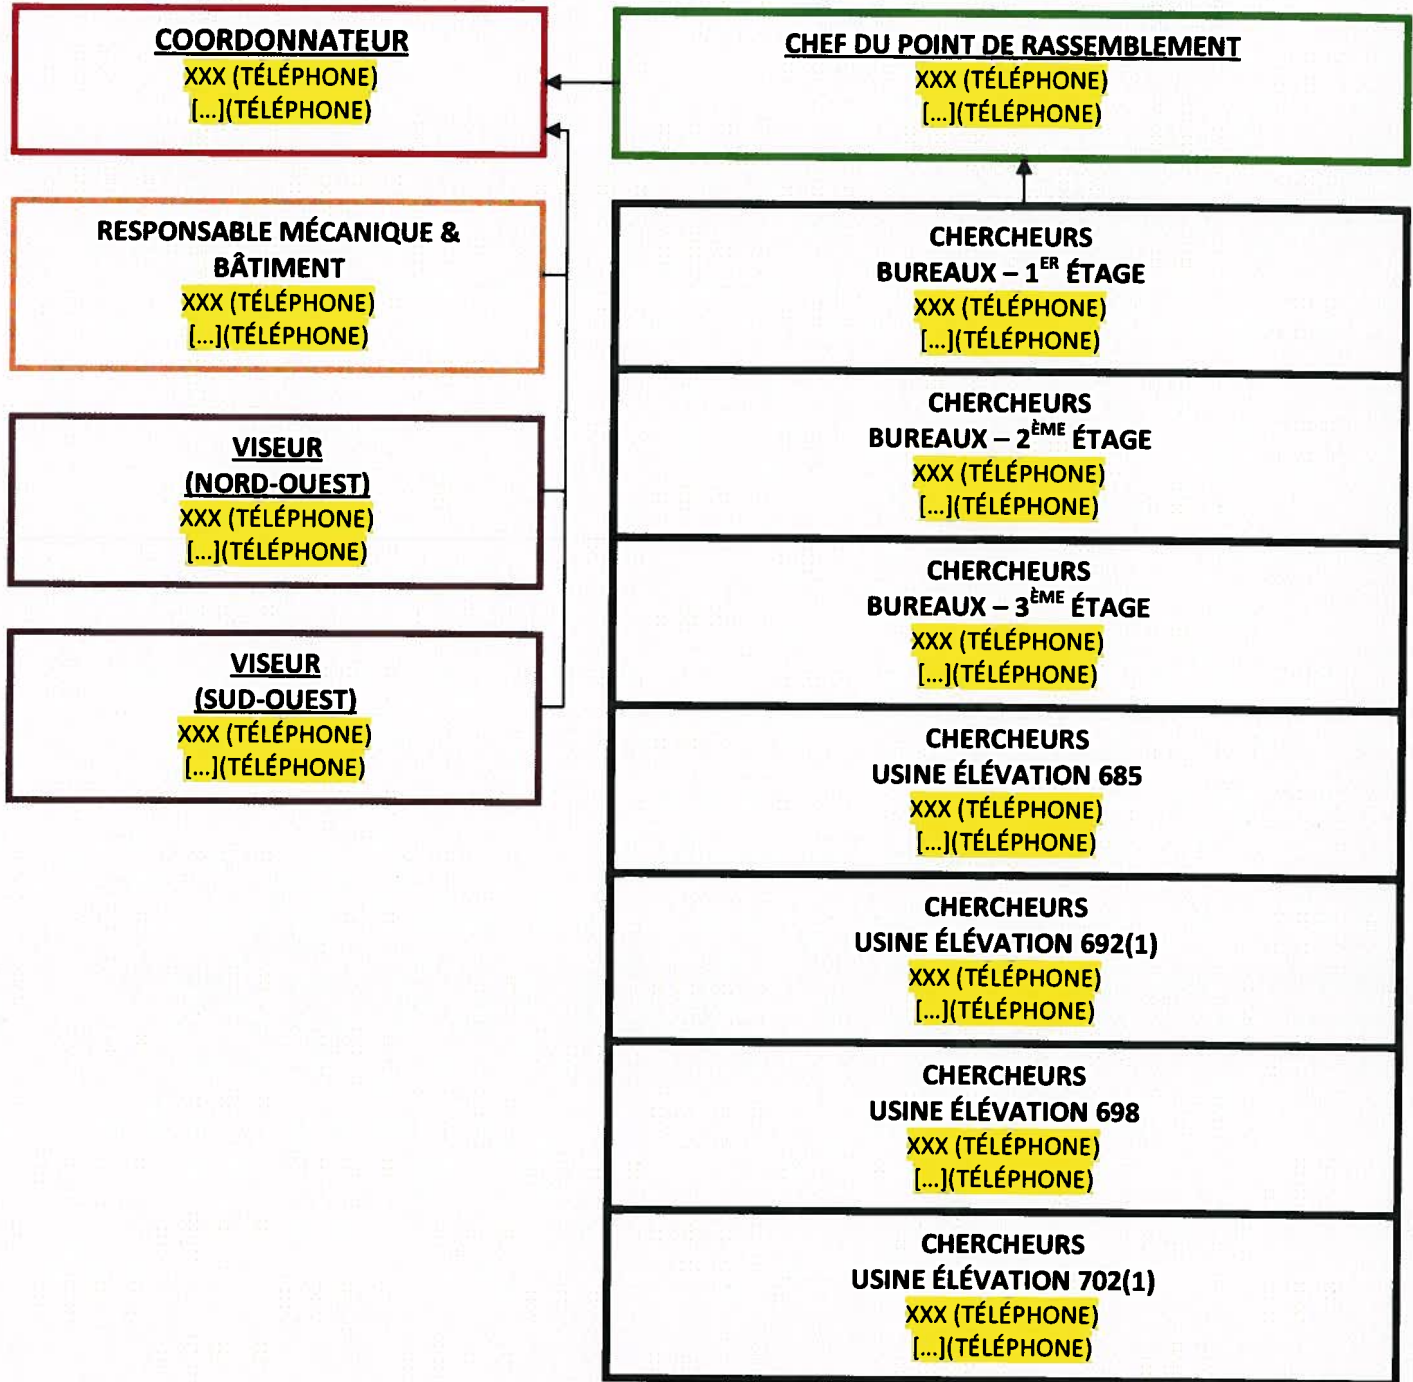 COORDONNATEUR
XXX (TÉLÉPHONE)
[...](TÉLÉPHONE)
CHEF DU POINT DE RASSEMBLEMENT
XXX (TÉLÉPHONE)
[...](TÉLÉPHONE)
RESPONSABLE MÉCANIQUE &
BÂTIMENT
XXX (TÉLÉPHONE)
[...](TÉLÉPHONE)
VISEUR
(NORD-OUEST)
XXX (TÉLÉPHONE)
[...](TÉLÉPHONE)
VISEUR
(SUD-OUEST)
XXX (TÉLÉPHONE)
[...](TÉLÉPHONE)
CHERCHEURS
BUREAUX – 1ER ÉTAGE
XXX (TÉLÉPHONE)
[...](TÉLÉPHONE)
CHERCHEURS
BUREAUX – 2ÈME ÉTAGE
XXX (TÉLÉPHONE)
[...](TÉLÉPHONE)
CHERCHEURS
BUREAUX – 3ÈME ÉTAGE
XXX (TÉLÉPHONE)
[...](TÉLÉPHONE)
CHERCHEURS
USINE ÉLÉVATION 685
XXX (TÉLÉPHONE)
[...](TÉLÉPHONE)
CHERCHEURS
USINE ÉLÉVATION 692(1)
XXX (TÉLÉPHONE)
[...](TÉLÉPHONE)
CHERCHEURS
USINE ÉLÉVATION 698
XXX (TÉLÉPHONE)
[...](TÉLÉPHONE)
CHERCHEURS
USINE ÉLÉVATION 702(1)
XXX (TÉLÉPHONE)
[...](TÉLÉPHONE)